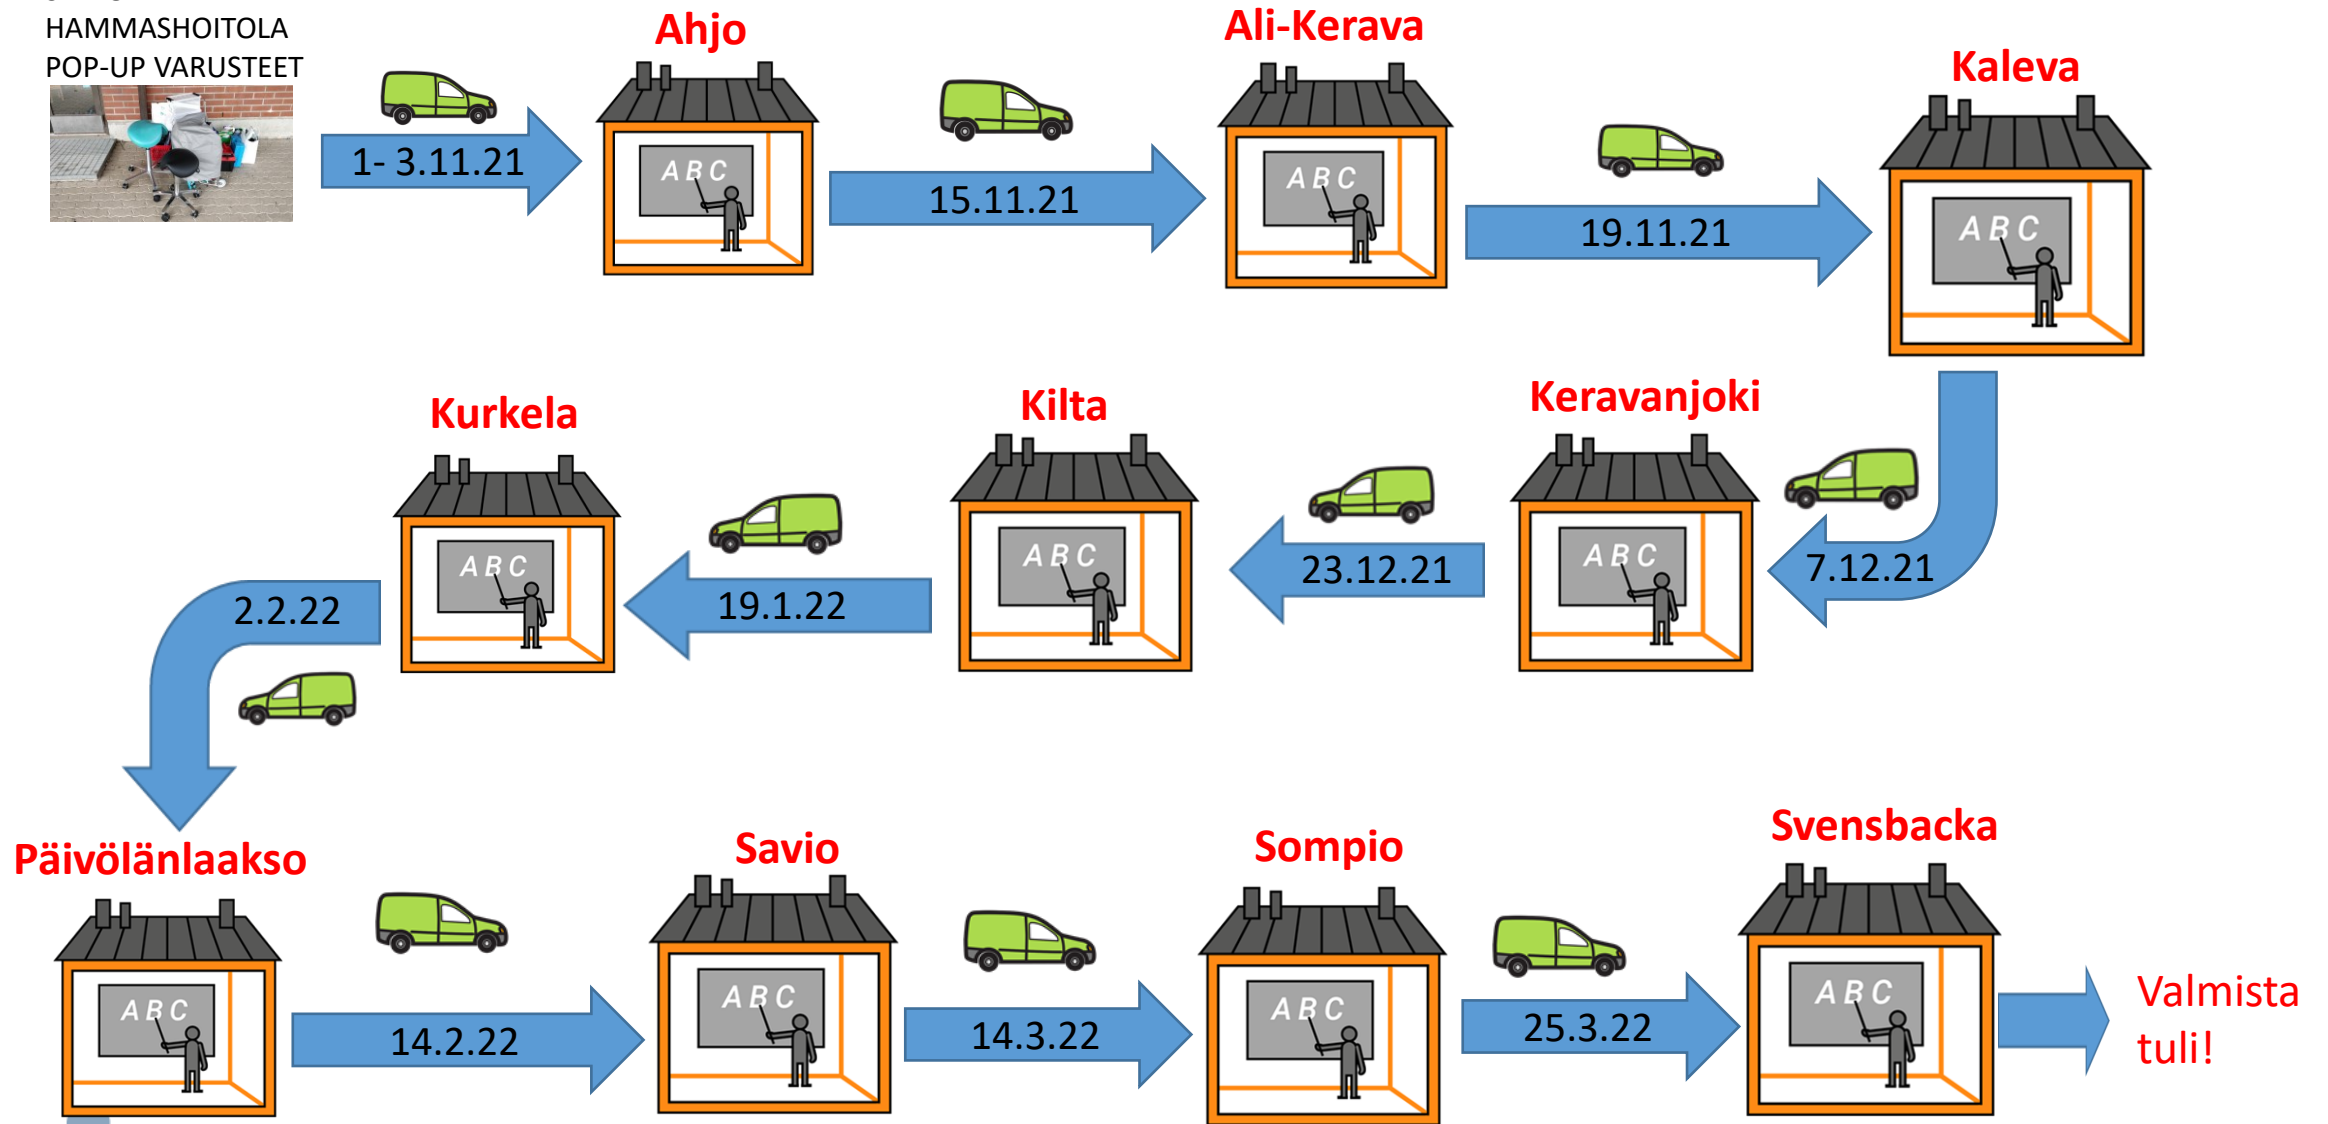 HAMMASHOITOLA
POP-UP VARUSTEET
1- 3.11.21
Ahjo
ABC
15.11.21
Ali-Kerava
ABC
19.11.21
Kaleva
ABC
7.12.21
Keravanjoki
ABC
23.12.21
Kilta
ABC
19.1.22
Kurkela
ABC
2.2.22
Päivölänlaakso
ABC
14.2.22
Savio
ABC
14.3.22
Sompio
ABC
25.3.22
Svensbacka
ABC
Valmista
tuli!